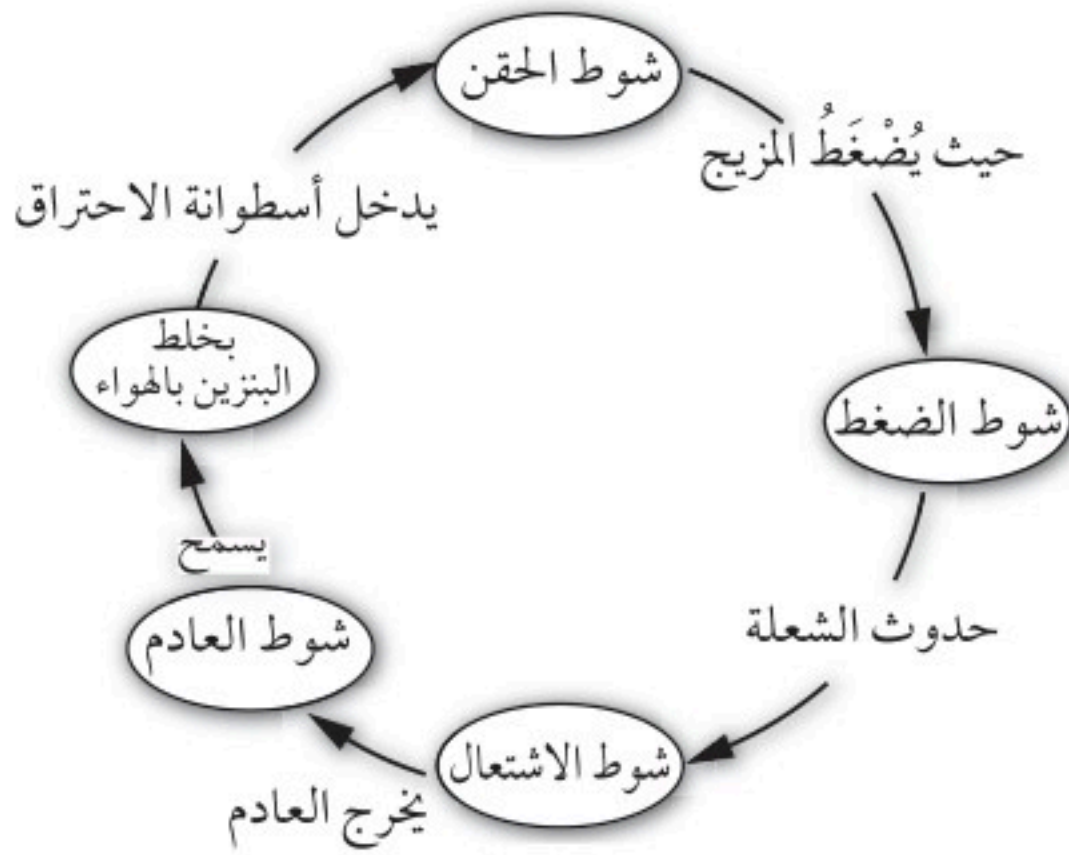 شوط الحقن
حيث يُضْغَطُ المزيج
شوط الضغط
حدوث الشعلة
شوط الاشتعال
يخرج العادم
شوط العادم
يسمح
بخلط
البنزين بالهواء
يدخل أسطوانة الاحتراق